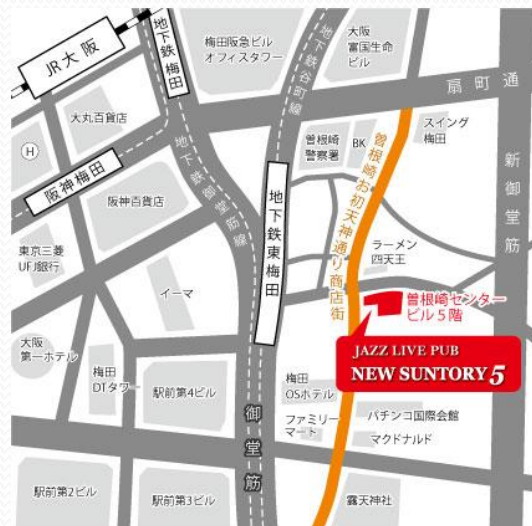 JR大阪
地下鉄梅田
梅田阪急ビル
オフィスタワー
地下鉄谷町線
大阪
富国生命
ビル
扇町通
大丸百貨店
地下鉄御堂筋線
曽根崎
警察署
BK
曽根崎お初天神通り商店街
スイング
梅田
新御堂筋
H
阪神梅田
阪神百貨店
地下鉄東梅田
東京三菱
UFJ銀行
イーマ
ラーメン
四天王
曽根崎センター
ビル5階
大阪
第一ホテル
梅田
DTタワー
駅前第4ビル
御堂筋
梅田
OSホテル
JAZZ LIVE PUB
NEW SUNTORY 5
ファミリー
マート
パチンコ国際会館
マクドナルド
駅前第2ビル
駅前第3ビル
露天神社